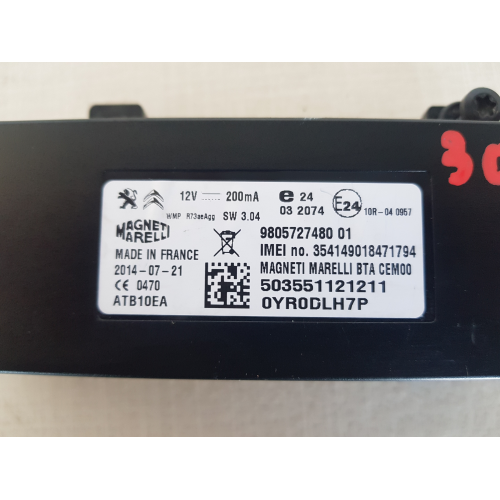 12V 200mA e 24 03 2074 E24 10R-04 0957
WMP R73aeAgg SW 3.04
MAGNETI MARELLI
9805727480 01
MADE IN FRANCE
IMEI no. 354149018471794
2014-07-21
MAGNETI MARELLI BTA CEM00
CE 0470
503551121211
ATB10EA
0YR0DLH7P
30